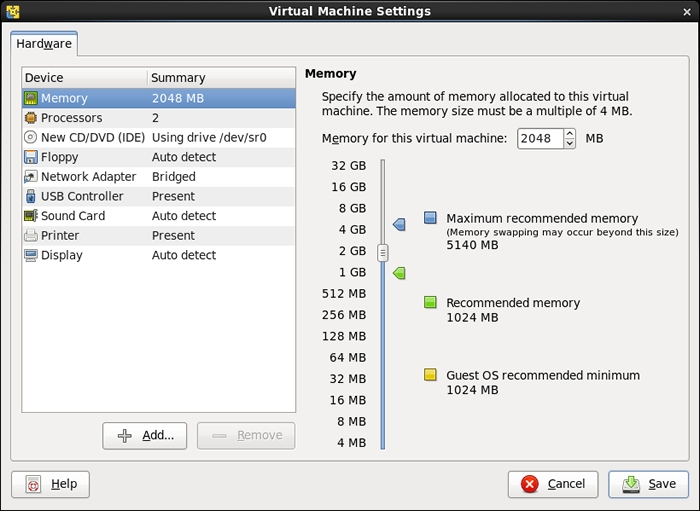 Virtual Machine Settings
Hardware
Device Summary
Memory 2048 MB
Processors 2
New CD/DVD (IDE) Using drive /dev/sr0
Floppy Auto detect
Network Adapter Bridged
USB Controller Present
Sound Card Auto detect
Printer Present
Display Auto detect
Add...
Remove
Memory
Specify the amount of memory allocated to this virtual
machine. The memory size must be a multiple of 4 MB.
Memory for this virtual machine: 2048 MB
32 GB
16 GB
8 GB
4 GB
2 GB
1 GB
512 MB
256 MB
128 MB
64 MB
32 MB
16 MB
8 MB
4 MB
Maximum recommended memory
(Memory swapping may occur beyond this size)
5140 MB
Recommended memory
1024 MB
Guest OS recommended minimum
1024 MB
Help
Cancel
Save